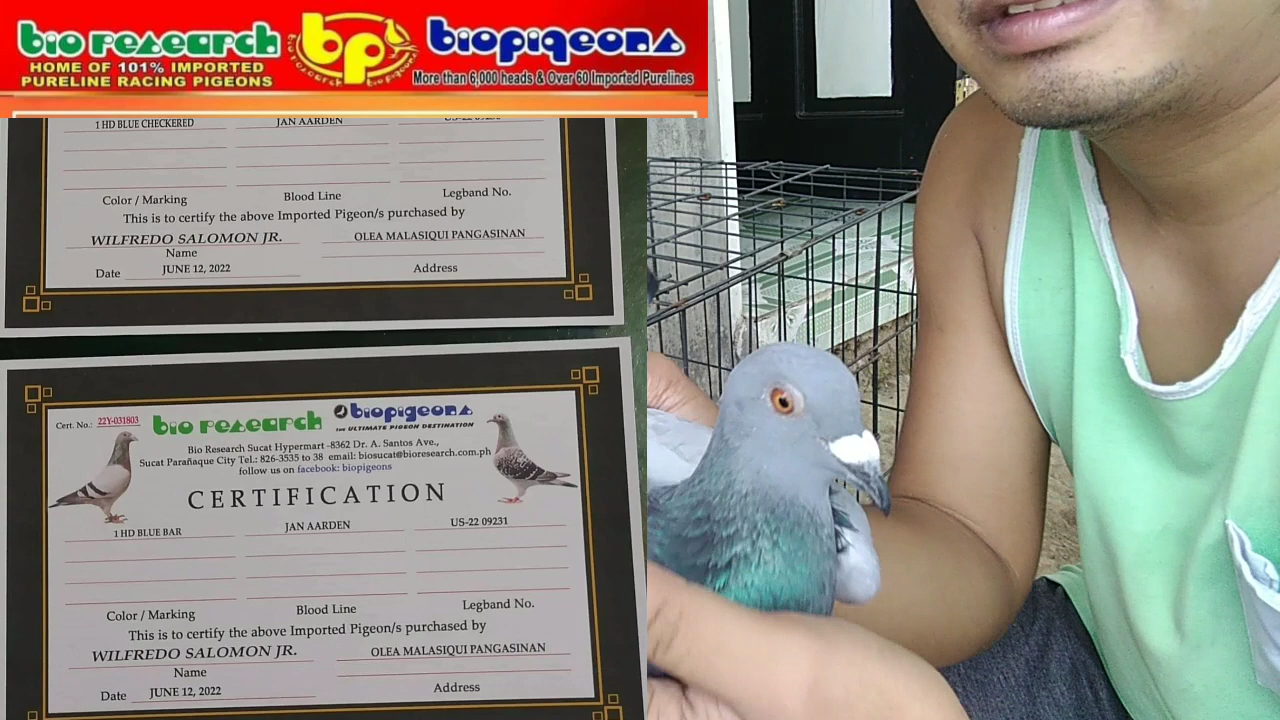 bio research
HOME OF 101% IMPORTED
PURELINE RACING PIGEONS
bp
bioresearch biopigeons
biopigeons
More than 6,000 heads & Over 60 Imported Purelines
1 HD BLUE CHECKERED JAN AARDEN
Color / Marking Blood Line Legband No.
This is to certify the above Imported Pigeon/s purchased by
WILFREDO SALOMON JR. OLEA MALASIQUI PANGASINAN
Name
Date JUNE 12, 2022 Address
Cert. No.: 22Y-031803
bio research biopigeons
THE ULTIMATE PIGEON DESTINATION
Bio Research Sucat Hypermart -8362 Dr. A. Santos Ave.,
Sucat Parañaque City Tel.: 826-3535 to 38 email: biosucat@bioresearch.com.ph
follow us on facebook: biopigeons
CERTIFICATION
1 HD BLUE BAR JAN AARDEN US-22 09231
Color / Marking Blood Line Legband No.
This is to certify the above Imported Pigeon/s purchased by
WILFREDO SALOMON JR. OLEA MALASIQUI PANGASINAN
Name
Date JUNE 12, 2022 Address